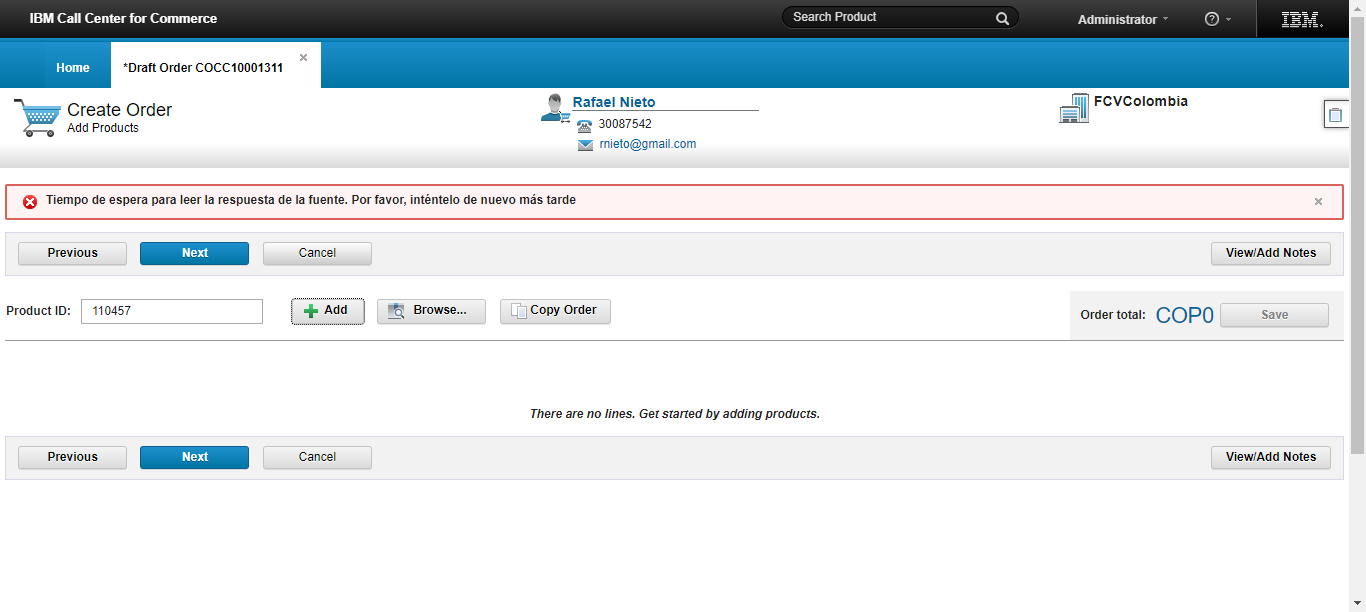 IBM Call Center for Commerce
Search Product
Administrator
?
IBM.
Home
*Draft Order COCC10001311
Create Order
Add Products
Rafael Nieto
30087542
rnieto@gmail.com
FCVColombia
Tiempo de espera para leer la respuesta de la fuente. Por favor, inténtelo de nuevo más tarde
Previous
Next
Cancel
View/Add Notes
Product ID: 110457
Add
Browse...
Copy Order
Order total: COP0
Save
There are no lines. Get started by adding products.
Previous
Next
Cancel
View/Add Notes